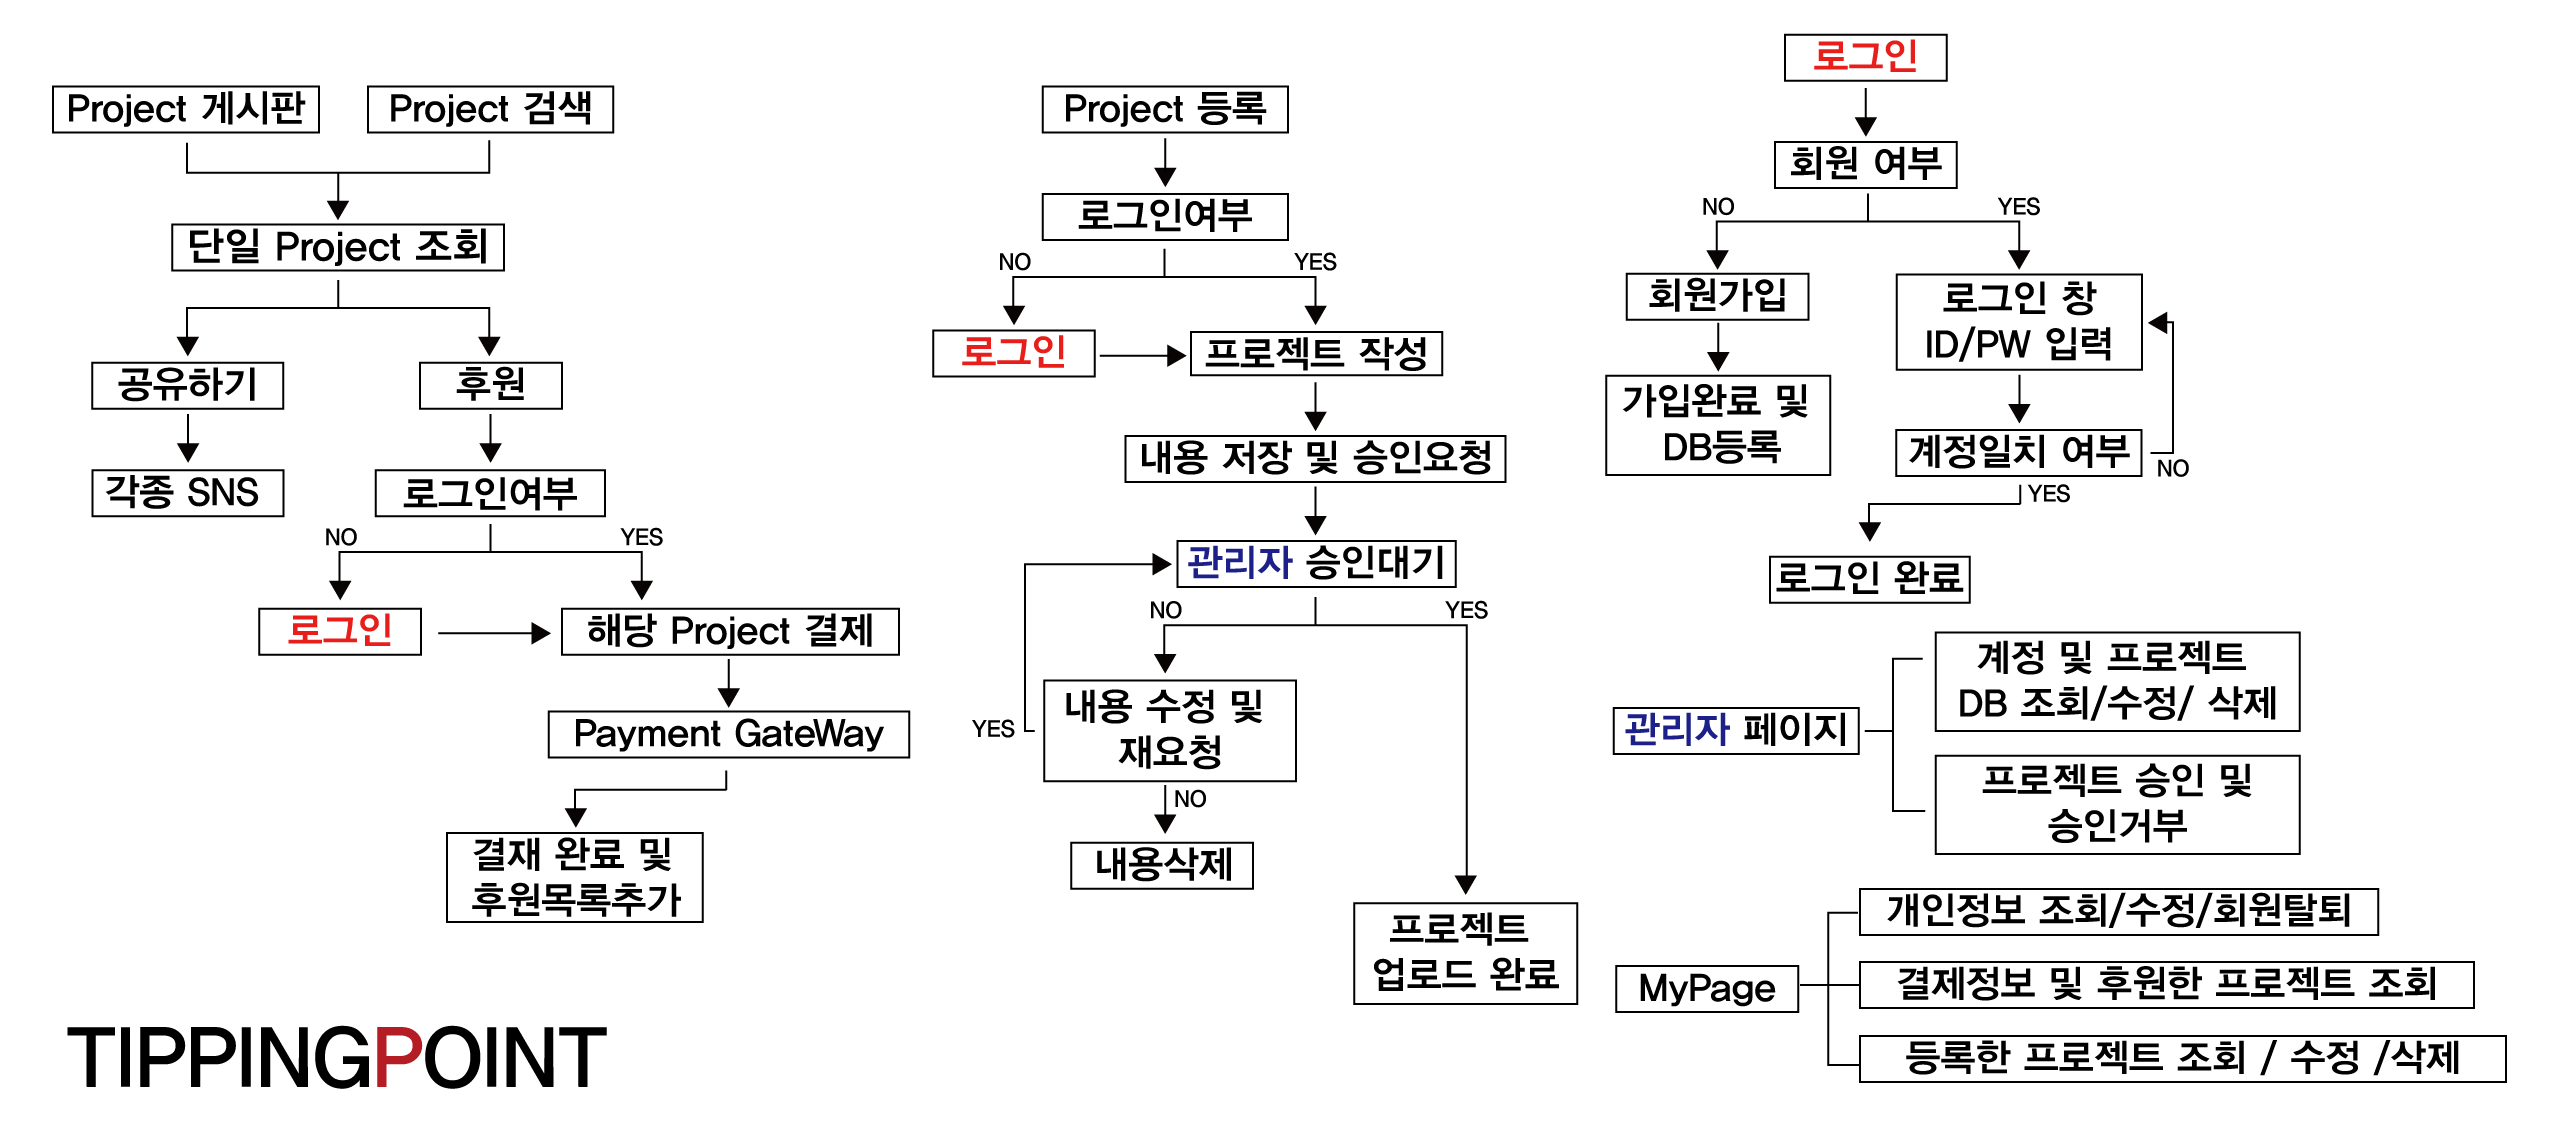 Project 게시판
Project 검색
단일 Project 조회
공유하기
후원
각종 SNS
로그인여부
NO
YES
로그인
해당 Project 결제
Payment GateWay
결재 완료 및
후원목록추가
TIPPINGPOINT
Project 등록
로그인여부
NO
YES
로그인
프로젝트 작성
내용 저장 및 승인요청
관리자 승인대기
NO
YES
내용 수정 및
재요청
YES
NO
내용삭제
프로젝트
업로드 완료
로그인
회원 여부
NO
YES
회원가입
가입완료 및
DB등록
로그인 창
ID/PW 입력
계정일치 여부
NO
YES
로그인 완료
관리자 페이지
계정 및 프로젝트
DB 조회/수정/ 삭제
프로젝트 승인 및
승인거부
MyPage
개인정보 조회/수정/회원탈퇴
결제정보 및 후원한 프로젝트 조회
등록한 프로젝트 조회 / 수정 /삭제